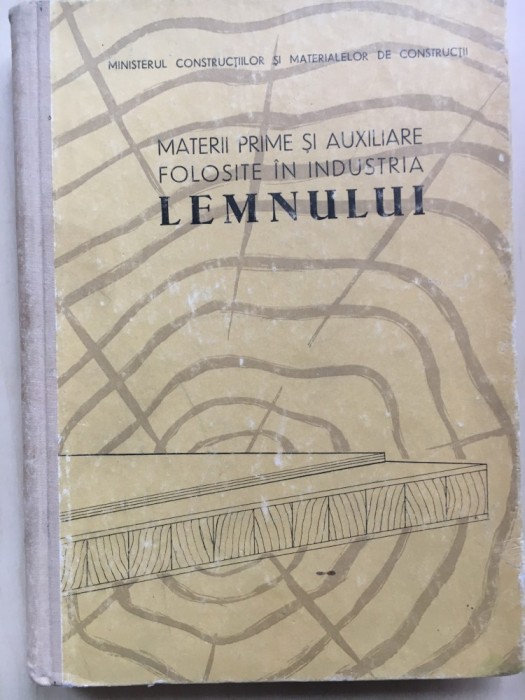 MINISTERUL CONSTRUCȚIILOR ȘI MATERIALELOR DE CONSTRUCȚII
MATERII PRIME ȘI AUXILIARE
FOLOSITE ÎN INDUSTRIA
LEMNULUI